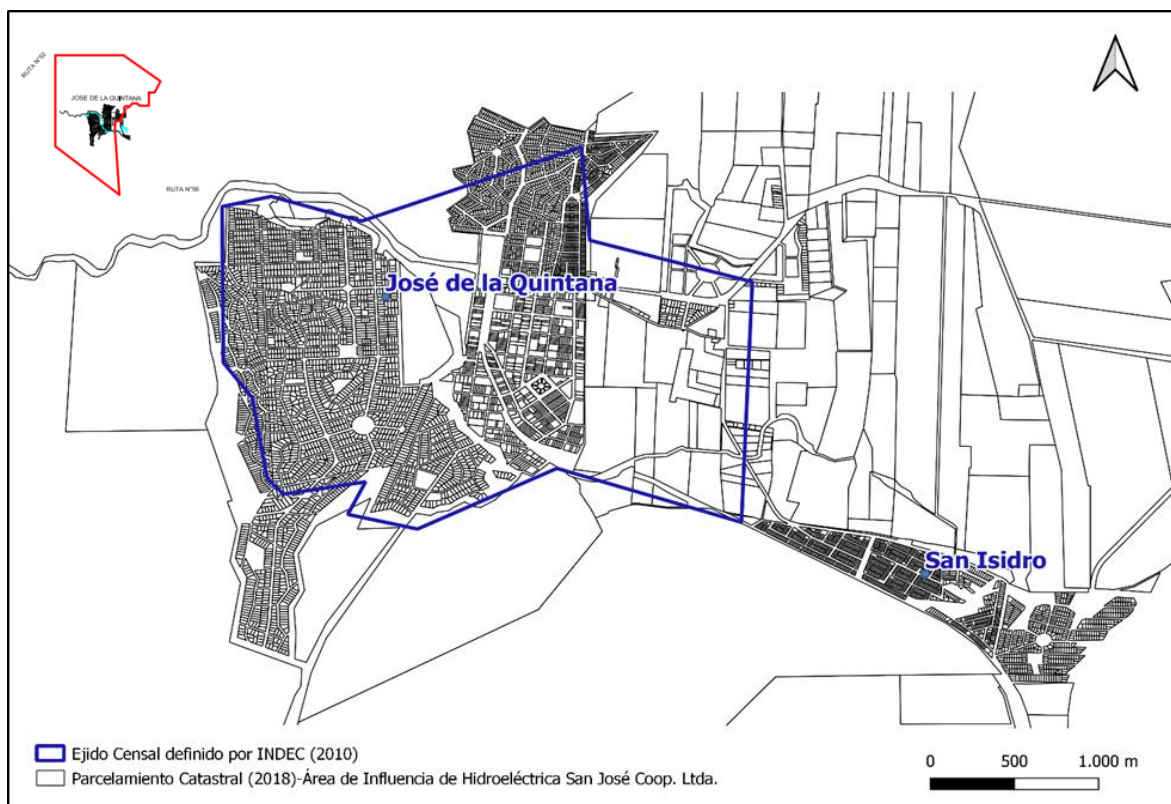 RUTA N°52
JOSE DE LA QUINTANA
RUTA N°56
José de la Quintana
San Isidro
Ejido Censal definido por INDEC (2010)
Parcelamiento Catastral (2018)-Área de Influencia de Hidroeléctrica San José Coop. Ltda.
0 500 1.000 m